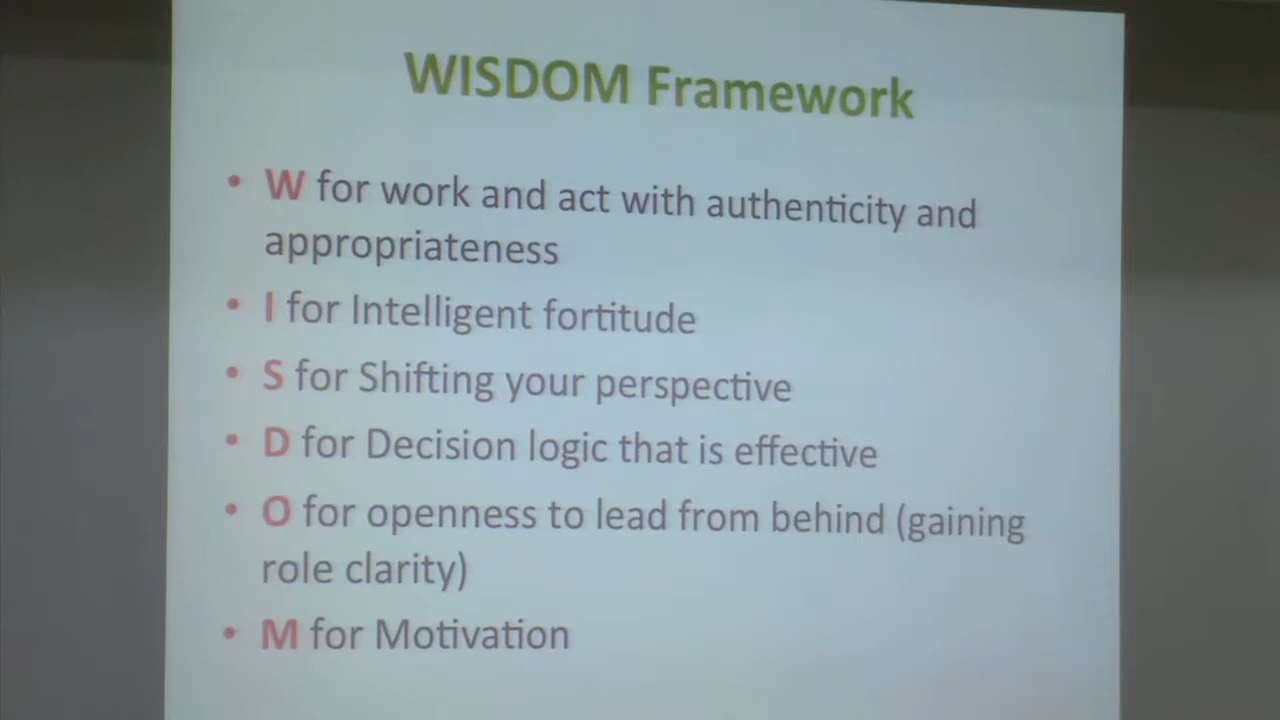 WISDOM Framework
• W for work and act with authenticity and
appropriateness
• I for Intelligent fortitude
• S for Shifting your perspective
• D for Decision logic that is effective
• O for openness to lead from behind (gaining
role clarity)
• M for Motivation